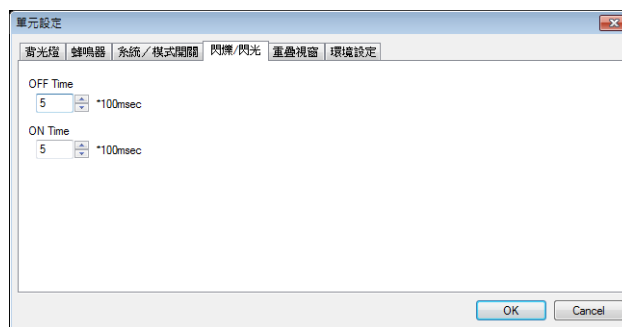 單元設定
背光燈 蜂鳴器 系統／模式開關 閃爍/閃光 重疊視窗 環境設定
OFF Time
5 *100msec
ON Time
5 *100msec
OK Cancel